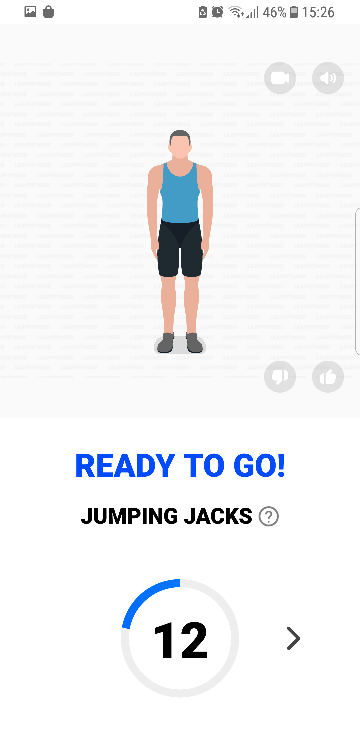 46% 15:26
READY TO GO!
JUMPING JACKS ?
12